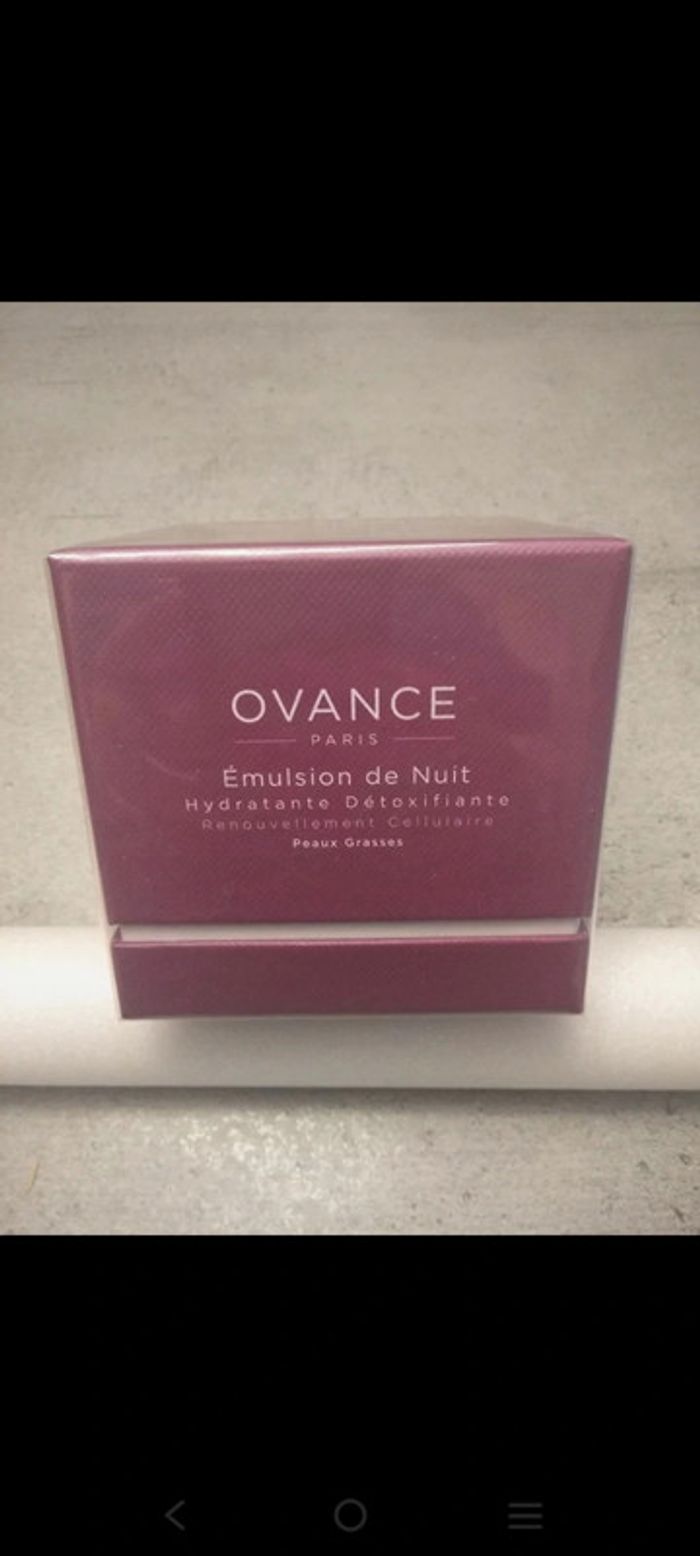 OVANCE
PARIS
Émulsion de Nuit
Hydratante Détoxifiante
Renouvellement Cellulaire
Peaux Grasses